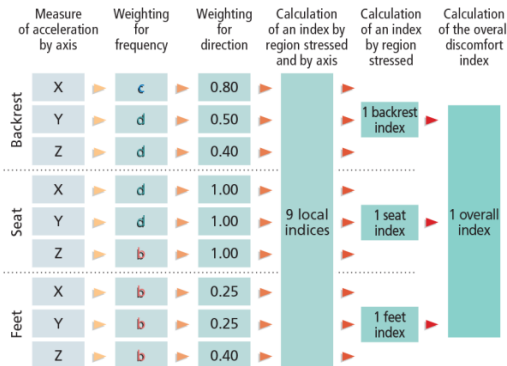 Measure of acceleration by axis
Weighting for frequency
Weighting for direction
Calculation of an index by region stressed and by axis
Calculation of an index by region stressed
Calculation of the overal discomfort index
Backrest
X c 0.80
Y d 0.50
Z d 0.40
1 backrest index
Seat
X d 1.00
Y d 1.00
Z b 1.00
9 local indices
1 seat index
1 overall index
Feet
X b 0.25
Y b 0.25
Z b 0.40
1 feet index